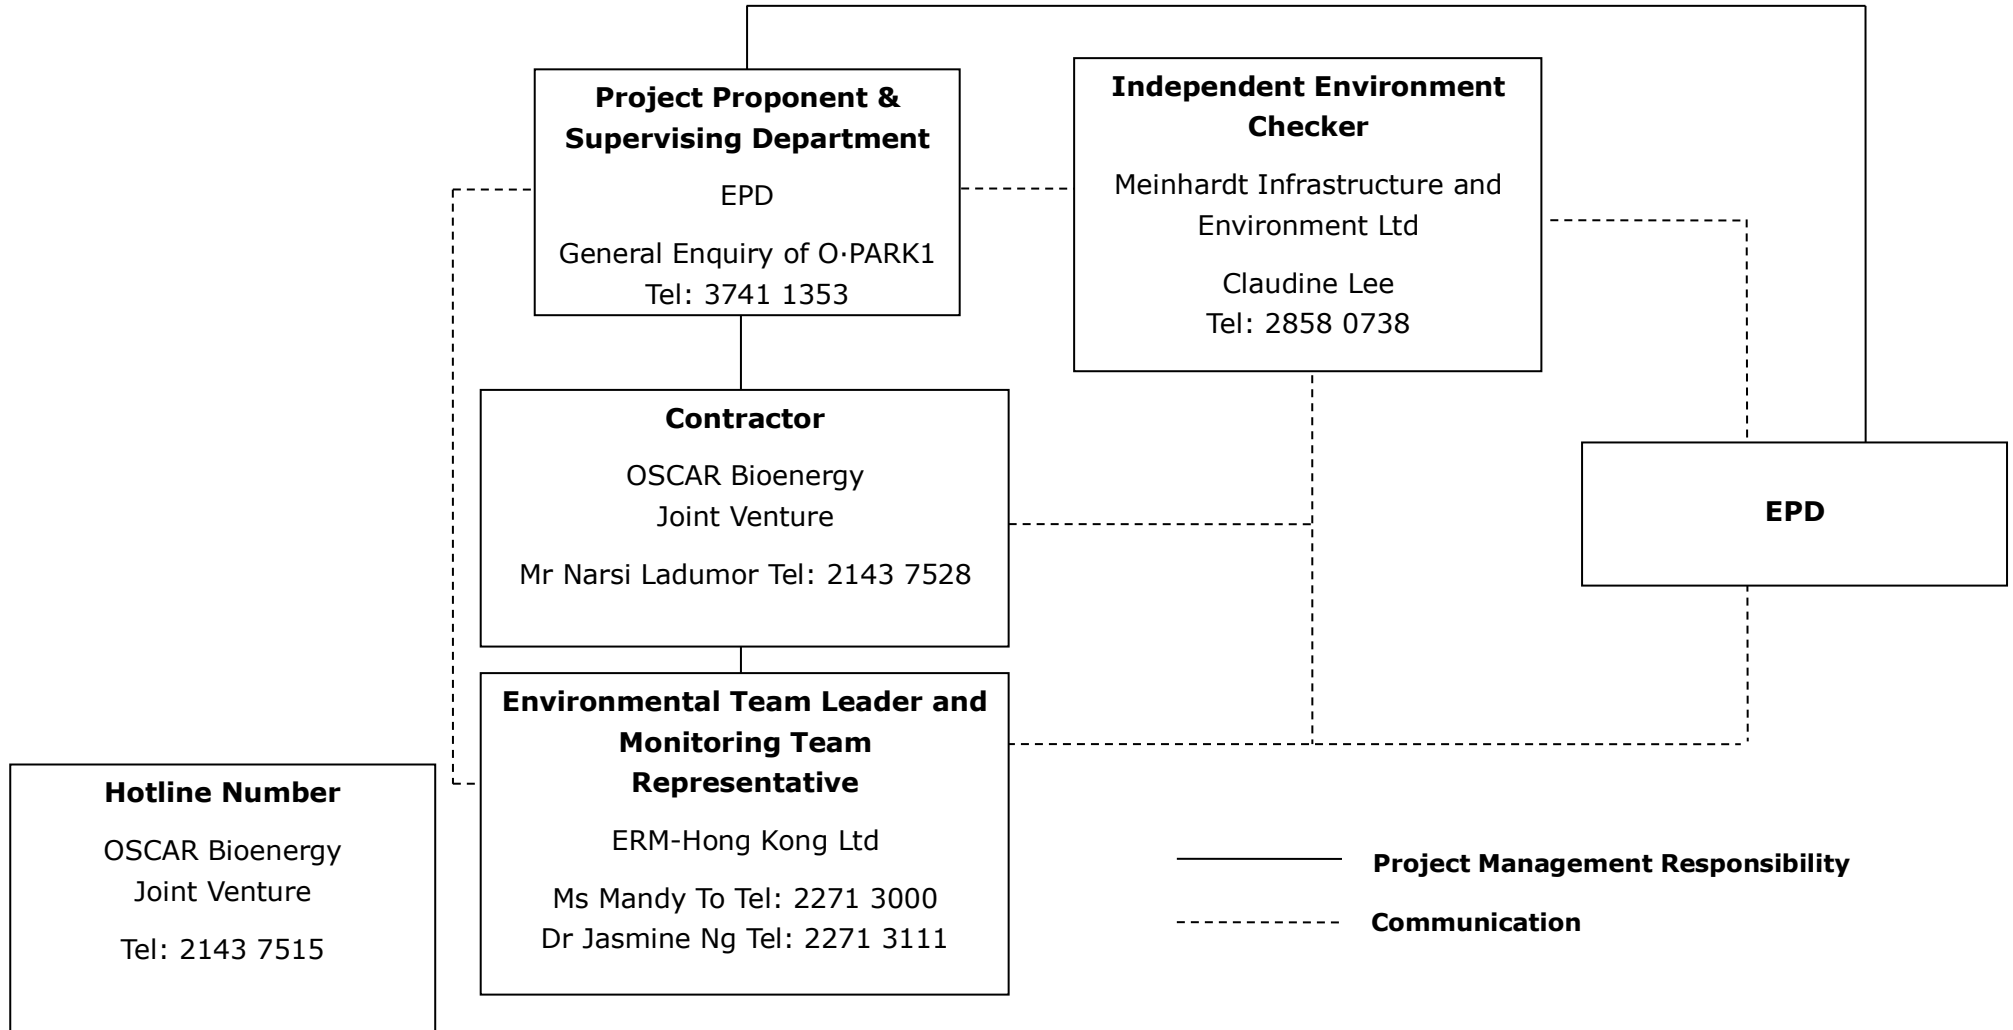 Project Proponent &
Supervising Department
EPD
General Enquiry of O·PARK1
Tel: 3741 1353
Independent Environment
Checker
Meinhardt Infrastructure and
Environment Ltd
Claudine Lee
Tel: 2858 0738
Contractor
OSCAR Bioenergy
Joint Venture
Mr Narsi Ladumor Tel: 2143 7528
EPD
Environmental Team Leader and
Monitoring Team
Representative
ERM-Hong Kong Ltd
Ms Mandy To Tel: 2271 3000
Dr Jasmine Ng Tel: 2271 3111
Hotline Number
OSCAR Bioenergy
Joint Venture
Tel: 2143 7515
Project Management Responsibility
Communication